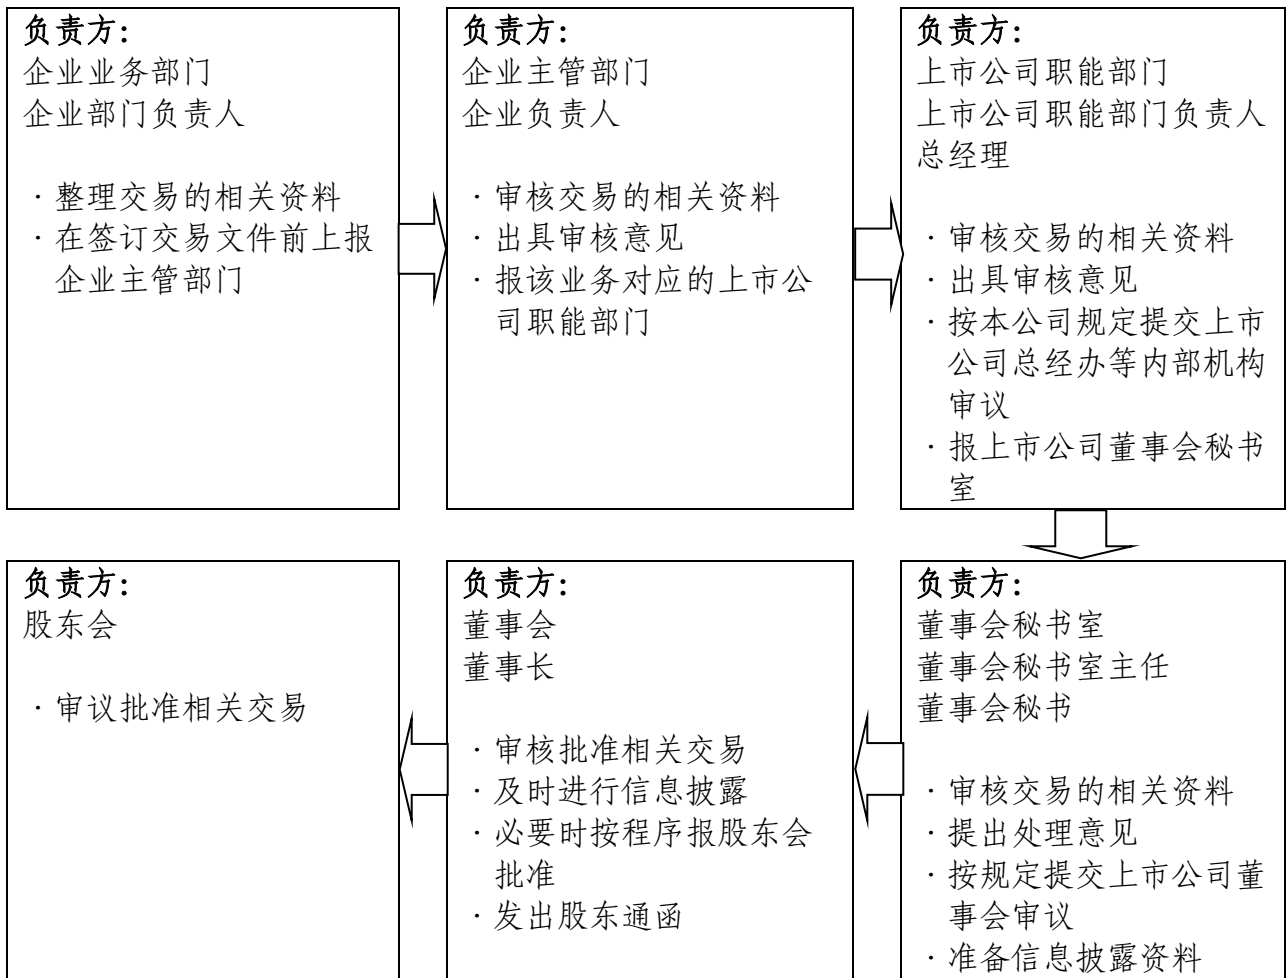 负责方:
企业业务部门
企业部门负责人
·整理交易的相关资料
·在签订交易文件前上报
企业主管部门
负责方:
企业主管部门
企业负责人
·审核交易的相关资料
·出具审核意见
·报该业务对应的上市公
司职能部门
负责方:
上市公司职能部门
上市公司职能部门负责人
总经理
·审核交易的相关资料
·出具审核意见
·按本公司规定提交上市
公司总经办等内部机构
审议
·报上市公司董事会秘书
室
负责方:
董事会秘书室
董事会秘书室主任
董事会秘书
·审核交易的相关资料
·提出处理意见
·按规定提交上市公司董
事会审议
·准备信息披露资料
负责方:
董事会
董事长
·审核批准相关交易
·及时进行信息披露
·必要时按程序报股东会
批准
·发出股东通函
负责方:
股东会
·审议批准相关交易